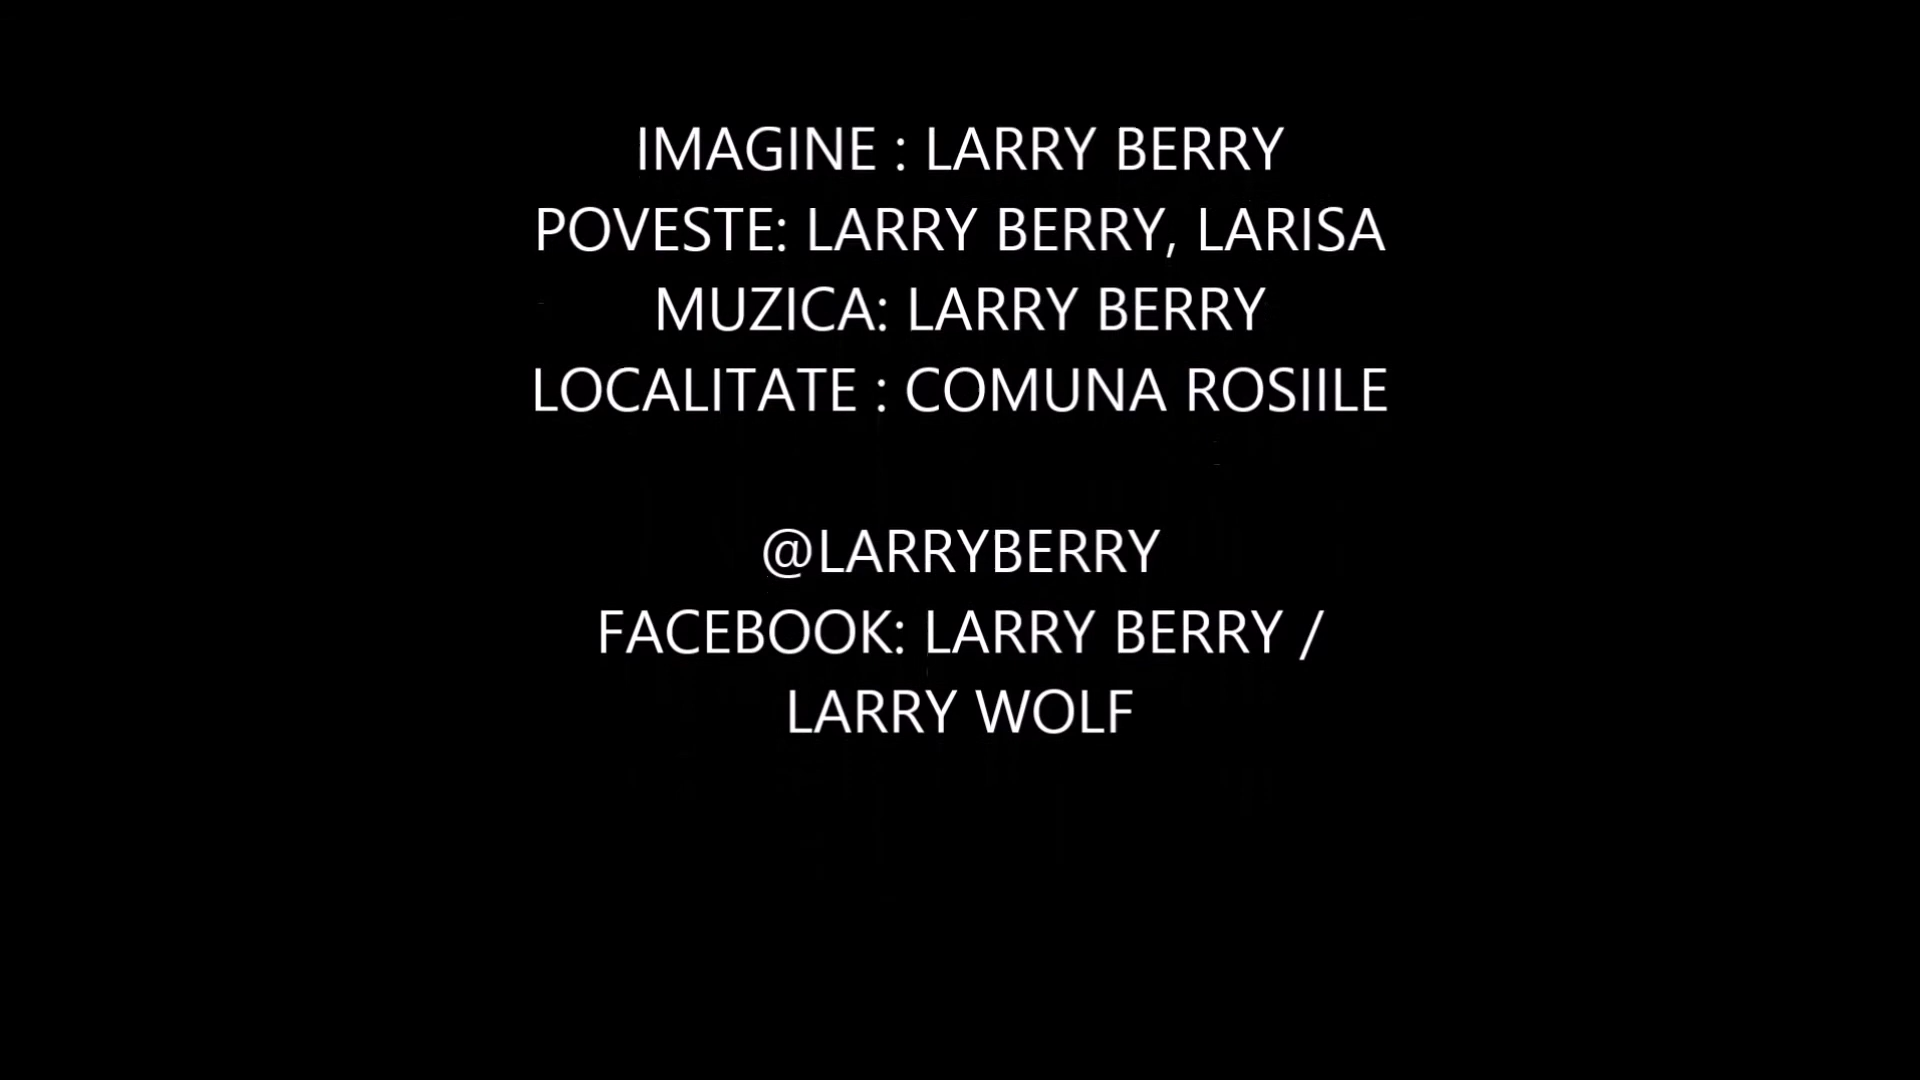 IMAGINE : LARRY BERRY
POVESTE: LARRY BERRY, LARISA
MUZICA: LARRY BERRY
LOCALITATE : COMUNA ROSIILE
@LARRYBERRY
FACEBOOK: LARRY BERRY /
LARRY WOLF